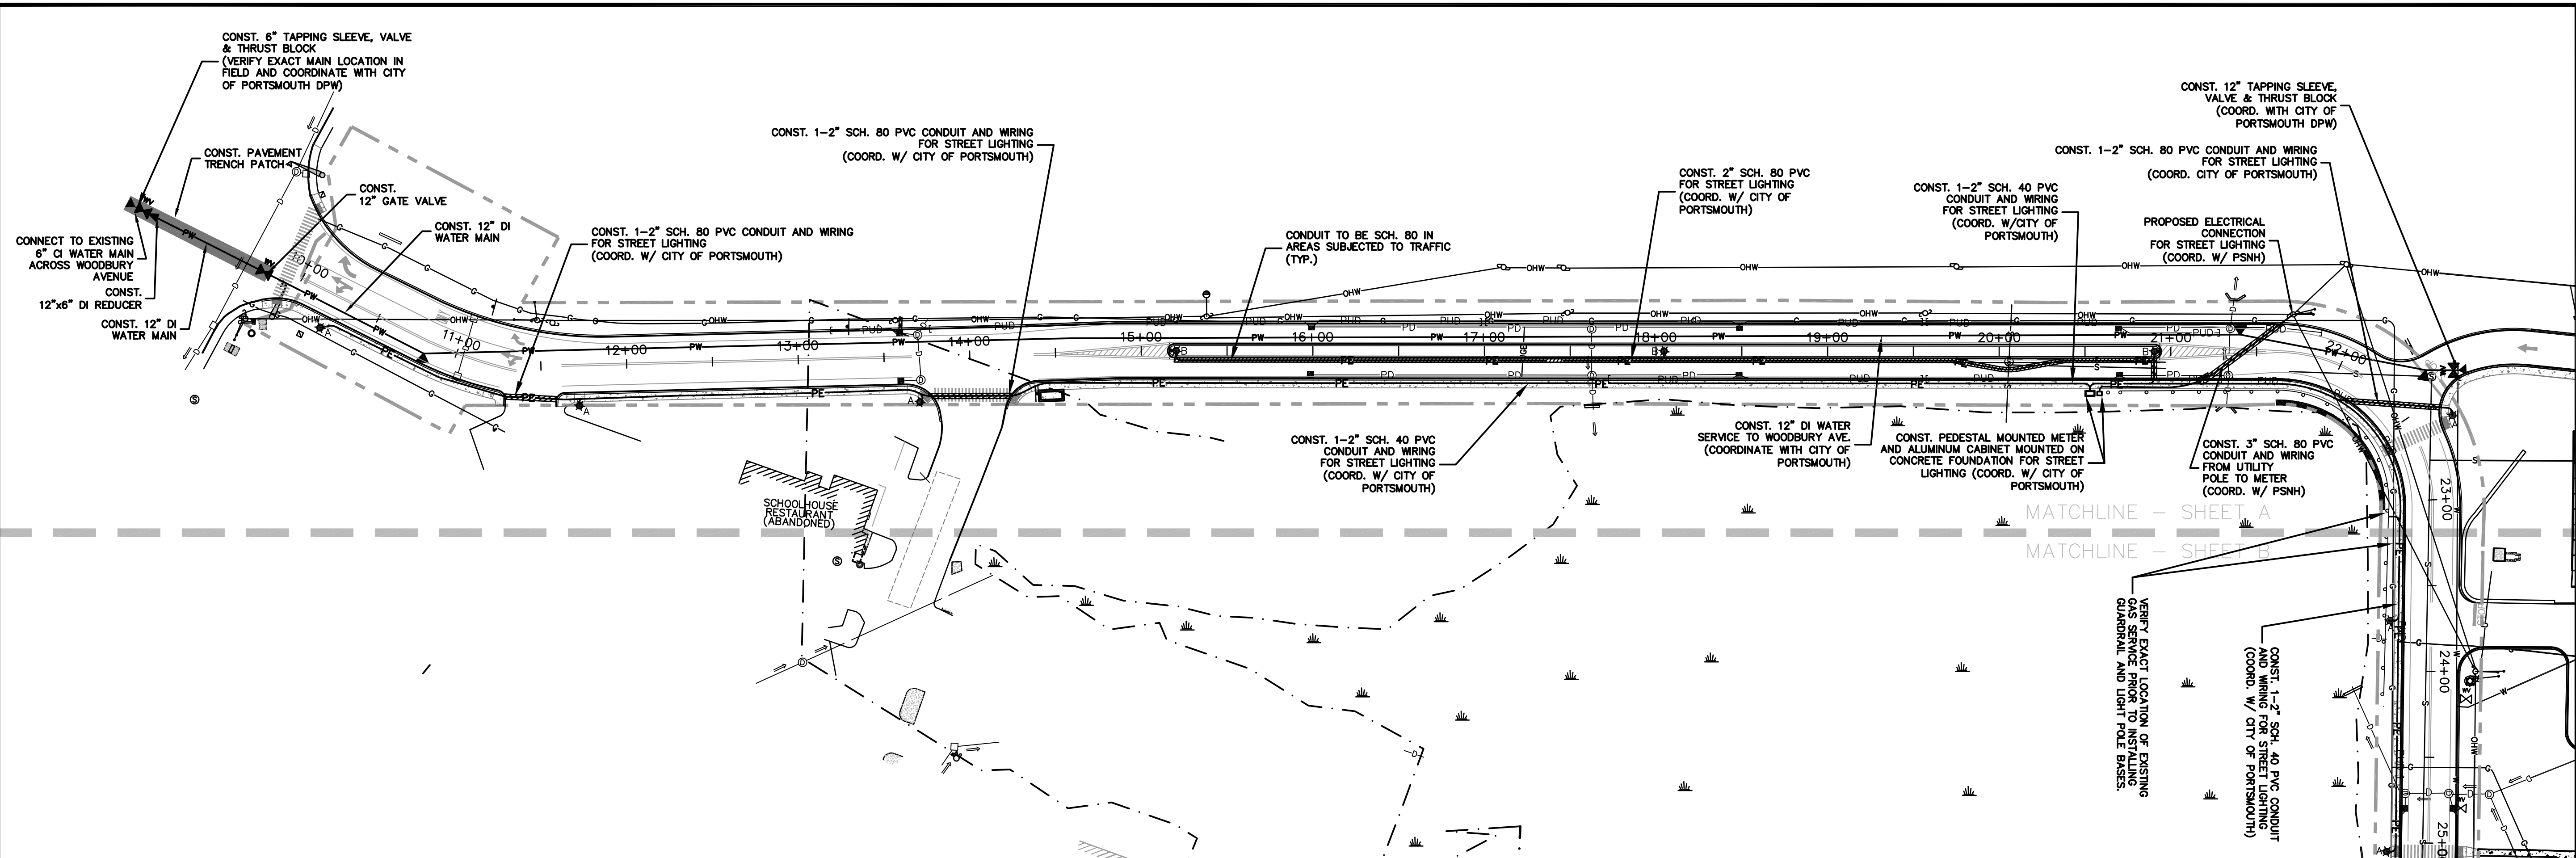 CONST. 6" TAPPING SLEEVE, VALVE
& THRUST BLOCK
(VERIFY EXACT MAIN LOCATION IN
FIELD AND COORDINATE WITH CITY
OF PORTSMOUTH DPW)
CONST. PAVEMENT
TRENCH PATCH
CONST.
12" GATE VALVE
CONST. 12" DI
WATER MAIN
CONNECT TO EXISTING
6" CI WATER MAIN
ACROSS WOODBURY
AVENUE
CONST.
12"x6" DI REDUCER
CONST. 12" DI
WATER MAIN
CONST. 1-2" SCH. 80 PVC CONDUIT AND WIRING
FOR STREET LIGHTING
(COORD. W/ CITY OF PORTSMOUTH)
CONST. 1-2" SCH. 80 PVC CONDUIT AND WIRING
FOR STREET LIGHTING
(COORD. W/ CITY OF PORTSMOUTH)
CONDUIT TO BE SCH. 80 IN
AREAS SUBJECTED TO TRAFFIC
(TYP.)
CONST. 2" SCH. 80 PVC
FOR STREET LIGHTING
(COORD. W/ CITY OF
PORTSMOUTH)
CONST. 1-2" SCH. 40 PVC
CONDUIT AND WIRING
FOR STREET LIGHTING
(COORD. W/CITY OF
PORTSMOUTH)
CONST. 12" TAPPING SLEEVE,
VALVE & THRUST BLOCK
(COORD. WITH CITY OF
PORTSMOUTH DPW)
CONST. 1-2" SCH. 80 PVC CONDUIT AND WIRING
FOR STREET LIGHTING
(COORD. CITY OF PORTSMOUTH)
PROPOSED ELECTRICAL
CONNECTION
FOR STREET LIGHTING
(COORD. W/ PSNH)
10+00
11+00
12+00
13+00
14+00
15+00
16+00
17+00
18+00
19+00
20+00
21+00
22+00
23+00
24+00
CONST. 1-2" SCH. 40 PVC
CONDUIT AND WIRING
FOR STREET LIGHTING
(COORD. W/ CITY OF
PORTSMOUTH)
CONST. 12" DI WATER
SERVICE TO WOODBURY AVE.
(COORDINATE WITH CITY OF
PORTSMOUTH)
CONST. PEDESTAL MOUNTED METER
AND ALUMINUM CABINET MOUNTED ON
CONCRETE FOUNDATION FOR STREET
LIGHTING (COORD. W/ CITY OF
PORTSMOUTH)
CONST. 3" SCH. 80 PVC
CONDUIT AND WIRING
FROM UTILITY
POLE TO METER
(COORD. W/ PSNH)
SCHOOLHOUSE
RESTAURANT
(ABANDONED)
MATCHLINE - SHEET A
MATCHLINE - SHEET B
VERIFY EXACT LOCATION OF EXISTING
GAS SERVICE PRIOR TO INSTALLING
GUARDRAIL AND LIGHT POLE BASES.
CONST. 1-2" SCH. 40 PVC CONDUIT
AND WIRING FOR STREET LIGHTING
(COORD. W/ CITY OF PORTSMOUTH)